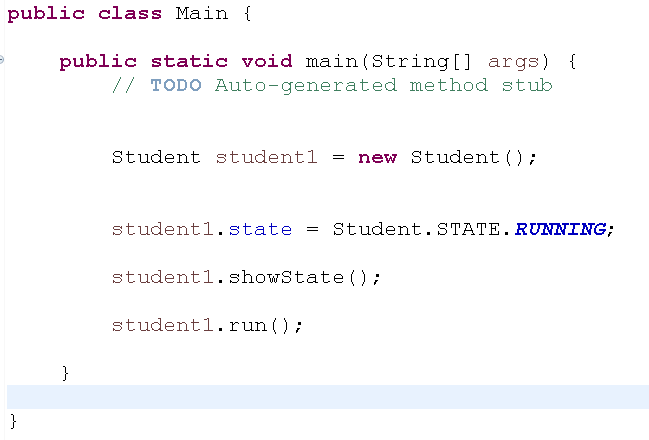 public class Main {
public static void main(String[] args) {
// TODO Auto-generated method stub
Student student1 = new Student();
student1.state = Student.STATE.RUNNING;
student1.showState();
student1.run();
}
}